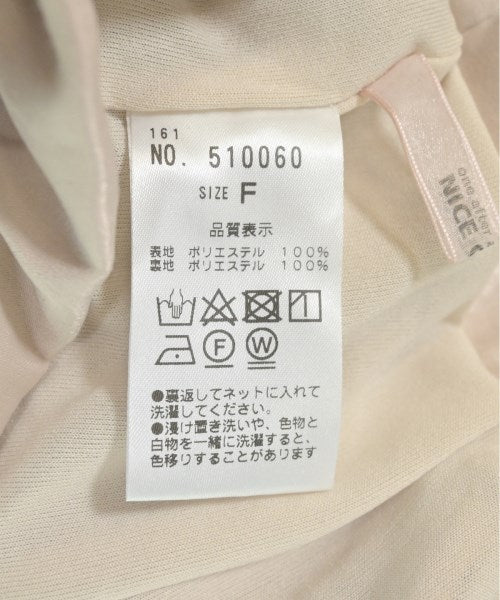 161
NO. 510060
SIZE F
品質表示
表地 ポリエステル 100%
裏地 ポリエステル 100%
F W
●裏返してネットに入れて
洗濯してください。
●浸け置き洗いや、色物と
白物を一緒に洗濯すると、
色移りすることがあります
one after
NICE